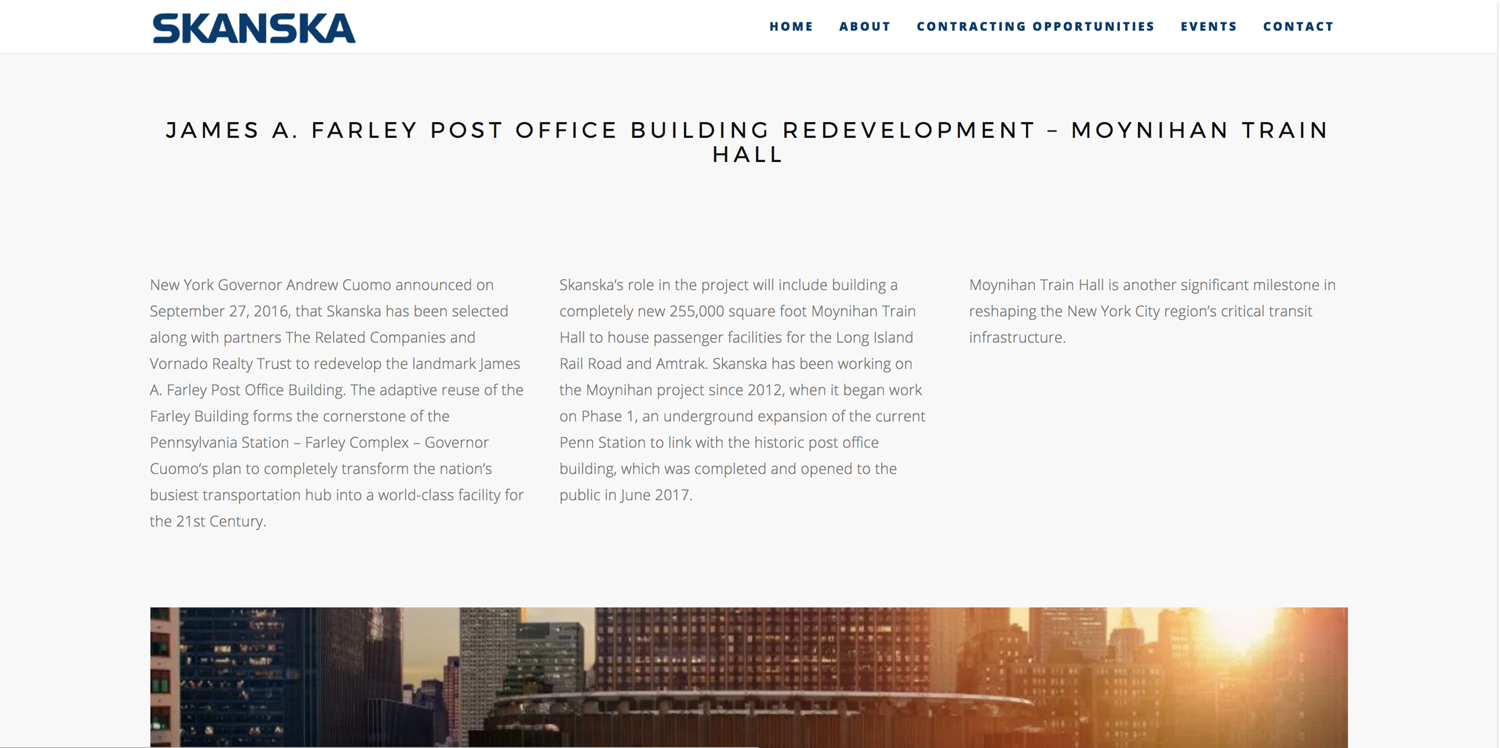 SKANSKA
HOME ABOUT CONTRACTING OPPORTUNITIES EVENTS CONTACT
JAMES A. FARLEY POST OFFICE BUILDING REDEVELOPMENT – MOYNIHAN TRAIN
HALL
New York Governor Andrew Cuomo announced on
September 27, 2016, that Skanska has been selected
along with partners The Related Companies and
Vornado Realty Trust to redevelop the landmark James
A. Farley Post Office Building. The adaptive reuse of the
Farley Building forms the cornerstone of the
Pennsylvania Station – Farley Complex – Governor
Cuomo’s plan to completely transform the nation’s
busiest transportation hub into a world-class facility for
the 21st Century.
Skanska’s role in the project will include building a
completely new 255,000 square foot Moynihan Train
Hall to house passenger facilities for the Long Island
Rail Road and Amtrak. Skanska has been working on
the Moynihan project since 2012, when it began work
on Phase 1, an underground expansion of the current
Penn Station to link with the historic post office
building, which was completed and opened to the
public in June 2017.
Moynihan Train Hall is another significant milestone in
reshaping the New York City region’s critical transit
infrastructure.